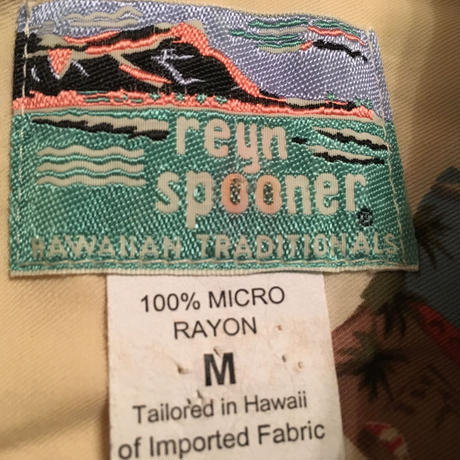 reyn
spooner®
HAWAIIAN TRADITIONALS
100% MICRO
RAYON
M
Tailored in Hawaii
of Imported Fabric